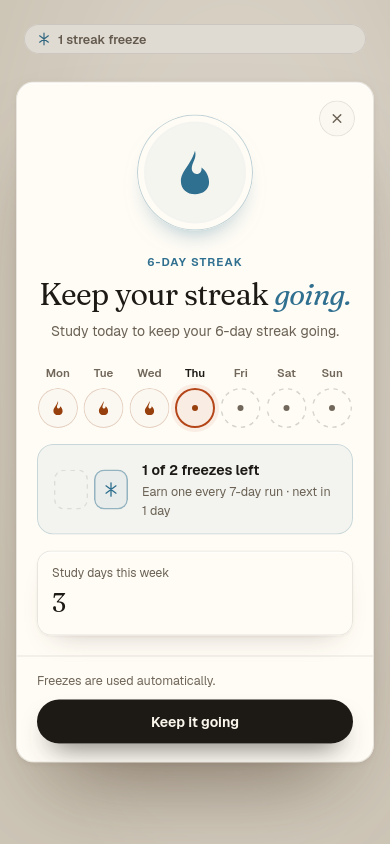 1 streak freeze
6-DAY STREAK
Keep your streak going.
Study today to keep your 6-day streak going.
Mon Tue Wed Thu Fri Sat Sun
1 of 2 freezes left
Earn one every 7-day run · next in
1 day
Study days this week
3
Freezes are used automatically.
Keep it going